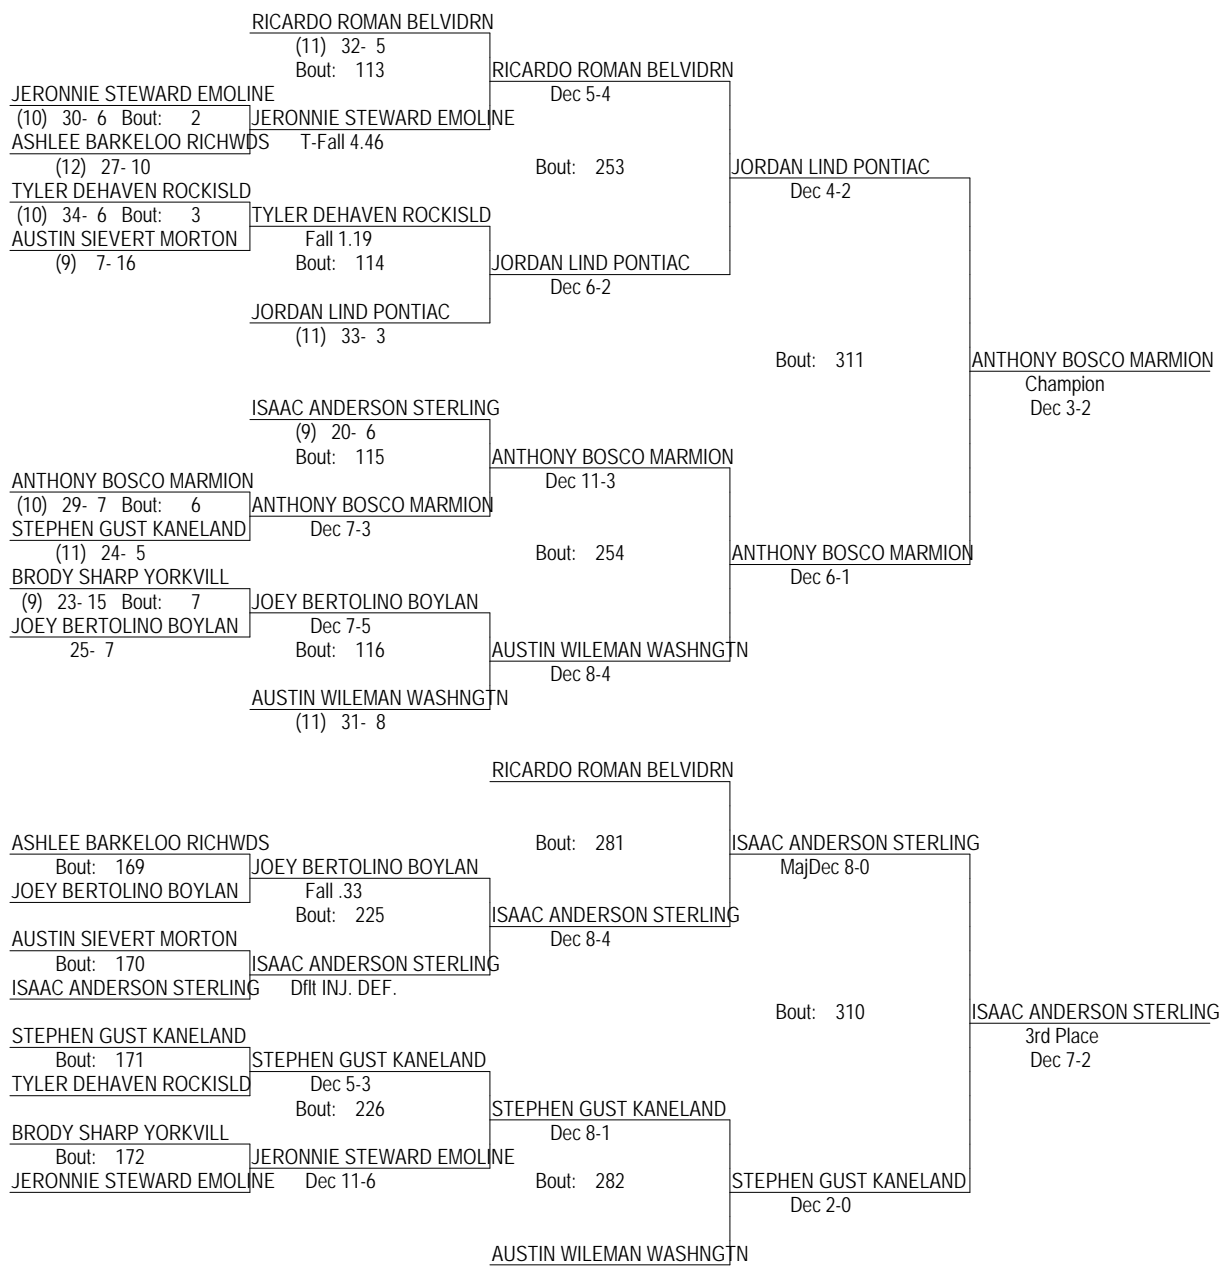 RICARDO ROMAN BELVIDRN
(11) 32- 5
Bout: 113 RICARDO ROMAN BELVIDRN
JERONNIE STEWARD EMOLINE Dec 5-4
(10) 30- 6 Bout: 2 JERONNIE STEWARD EMOLINE
ASHLEE BARKELOO RICHWDS T-Fall 4.46
(12) 27- 10 Bout: 253 JORDAN LIND PONTIAC
TYLER DEHAVEN ROCKISLD Dec 4-2
(10) 34- 6 Bout: 3 TYLER DEHAVEN ROCKISLD
AUSTIN SIEVERT MORTON Fall 1.19
(9) 7- 16 Bout: 114 JORDAN LIND PONTIAC
Dec 6-2
JORDAN LIND PONTIAC
(11) 33- 3
Bout: 311 ANTHONY BOSCO MARMION
Champion
ISAAC ANDERSON STERLING Dec 3-2
(9) 20- 6
Bout: 115 ANTHONY BOSCO MARMION
ANTHONY BOSCO MARMION Dec 11-3
(10) 29- 7 Bout: 6 ANTHONY BOSCO MARMION
STEPHEN GUST KANELAND Dec 7-3
(11) 24- 5 Bout: 254 ANTHONY BOSCO MARMION
BRODY SHARP YORKVILL Dec 6-1
(9) 23- 15 Bout: 7 JOEY BERTOLINO BOYLAN
JOEY BERTOLINO BOYLAN Dec 7-5
25- 7 Bout: 116 AUSTIN WILEMAN WASHNGTN
Dec 8-4
AUSTIN WILEMAN WASHNGTN
(11) 31- 8
RICARDO ROMAN BELVIDRN
ASHLEE BARKELOO RICHWDS Bout: 281 ISAAC ANDERSON STERLING
Bout: 169 JOEY BERTOLINO BOYLAN MajDec 8-0
JOEY BERTOLINO BOYLAN Fall .33
Bout: 225 ISAAC ANDERSON STERLING
AUSTIN SIEVERT MORTON Dec 8-4
Bout: 170 ISAAC ANDERSON STERLING
ISAAC ANDERSON STERLING Dflt INJ. DEF.
Bout: 310 ISAAC ANDERSON STERLING
STEPHEN GUST KANELAND 3rd Place
Bout: 171 STEPHEN GUST KANELAND Dec 7-2
TYLER DEHAVEN ROCKISLD Dec 5-3
Bout: 226 STEPHEN GUST KANELAND
BRODY SHARP YORKVILL Dec 8-1
Bout: 172 JERONNIE STEWARD EMOLINE
JERONNIE STEWARD EMOLINE Dec 11-6 Bout: 282 STEPHEN GUST KANELAND
Dec 2-0
AUSTIN WILEMAN WASHNGTN